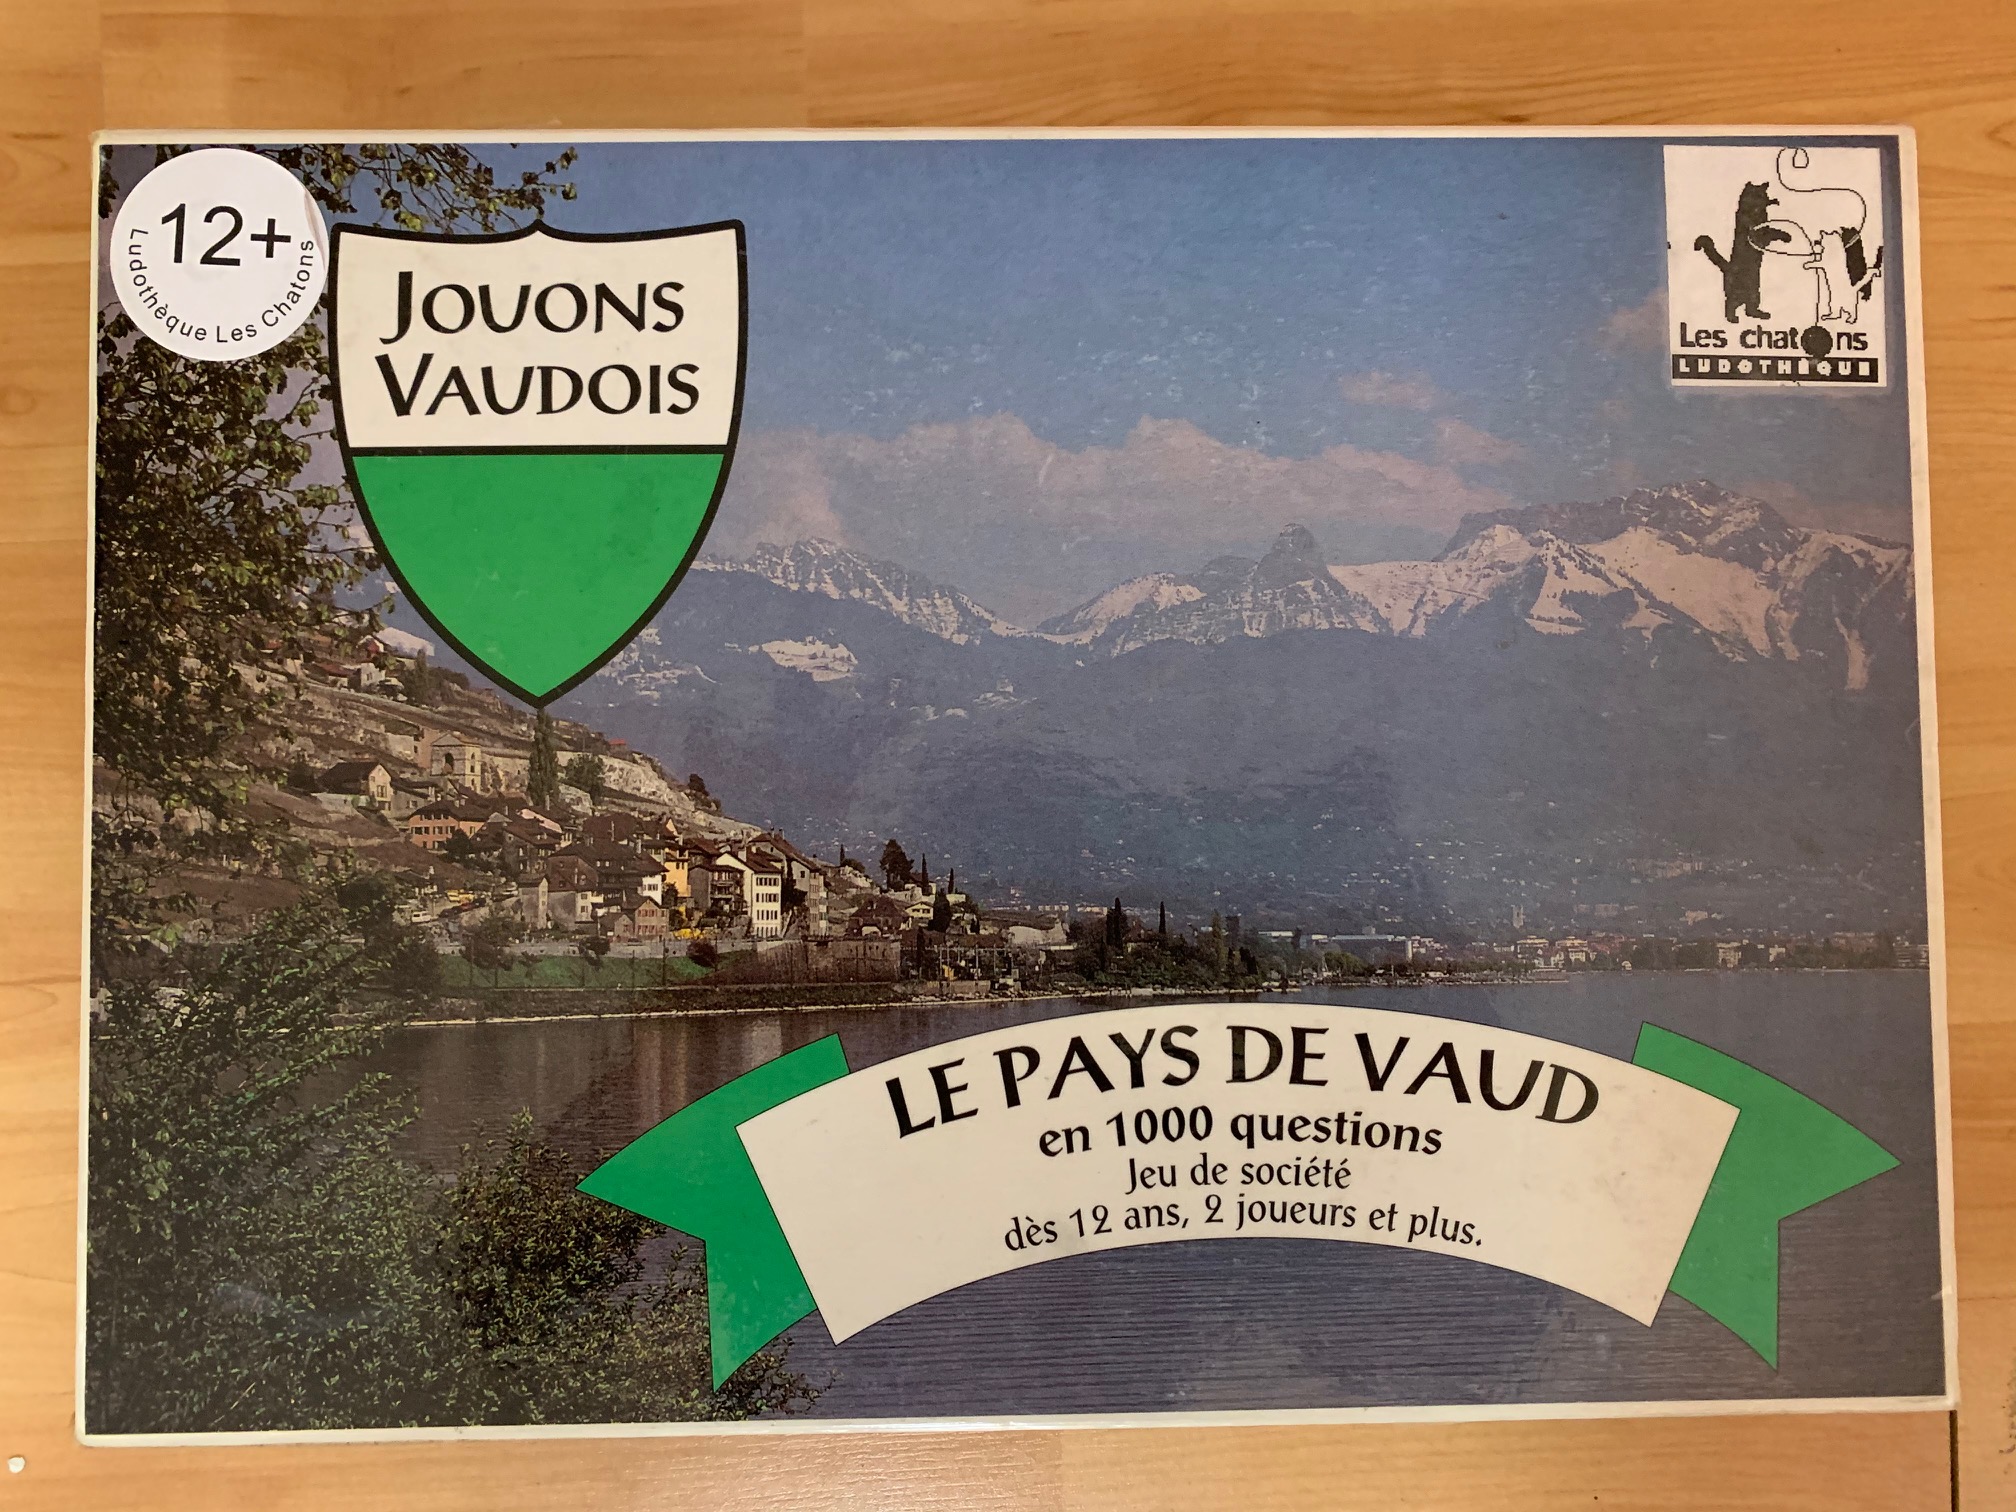 12+
Ludothèque Les Chatons
JOUONS
VAUDOIS
Les chatons
LUDOTHÈQUE
LE PAYS DE VAUD
en 1000 questions
Jeu de société
dès 12 ans, 2 joueurs et plus.